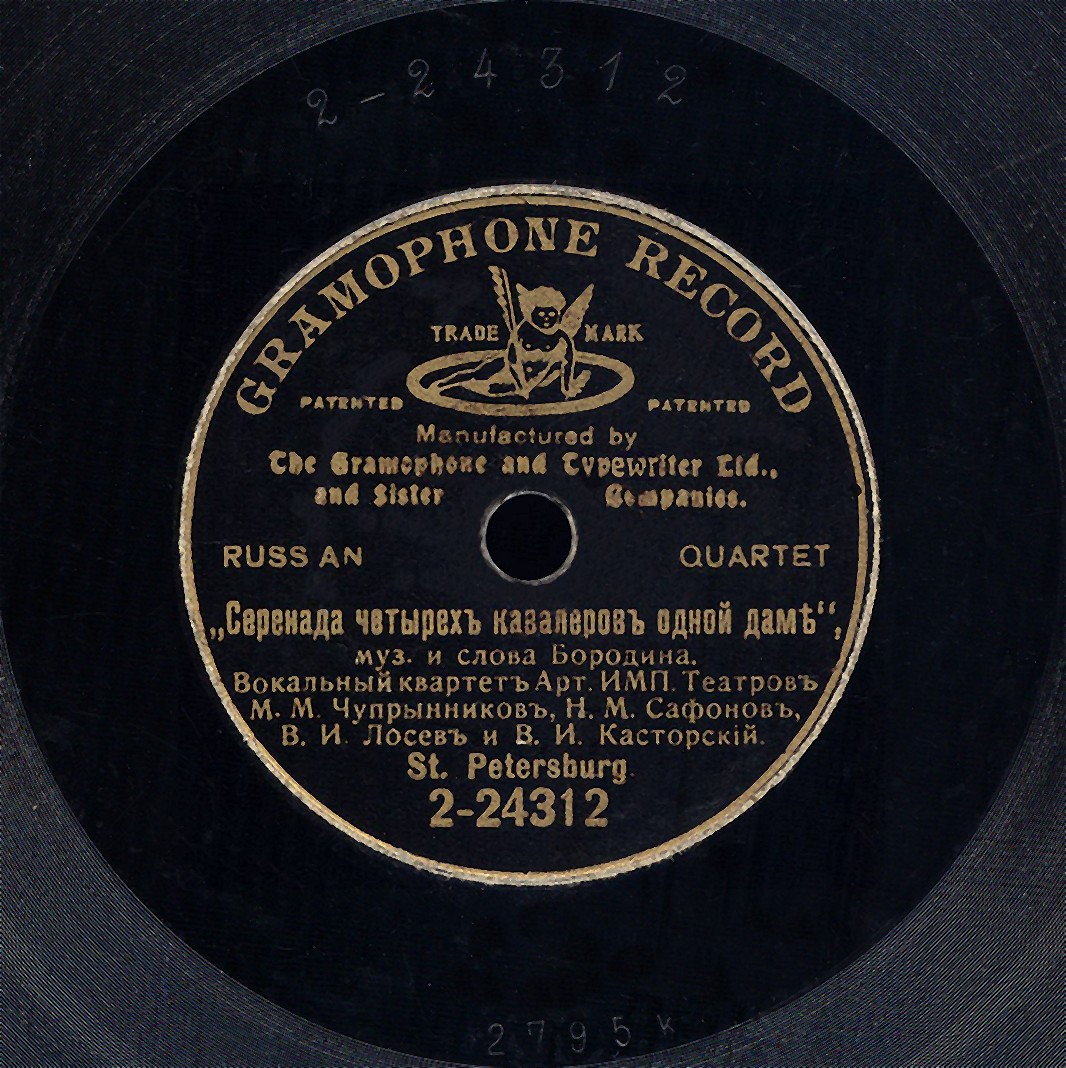 2-24312
GRAMOPHONE RECORD
TRADE MARK
PATENTED PATENTED
Manufactured by
The Gramophone and Typewriter Ltd.,
and Sister Companies.
RUSS AN QUARTET
„Серенада четырехъ кавалеровъ одной дамѣ“,
муз. и слова Бородина.
Вокальный квартетъ Арт. ИМП. Театровъ
М. М. Чупрынниковъ, Н. М. Сафоновъ,
В. И. Лосевъ и В. И. Касторскій.
St. Petersburg
2-24312
2795к